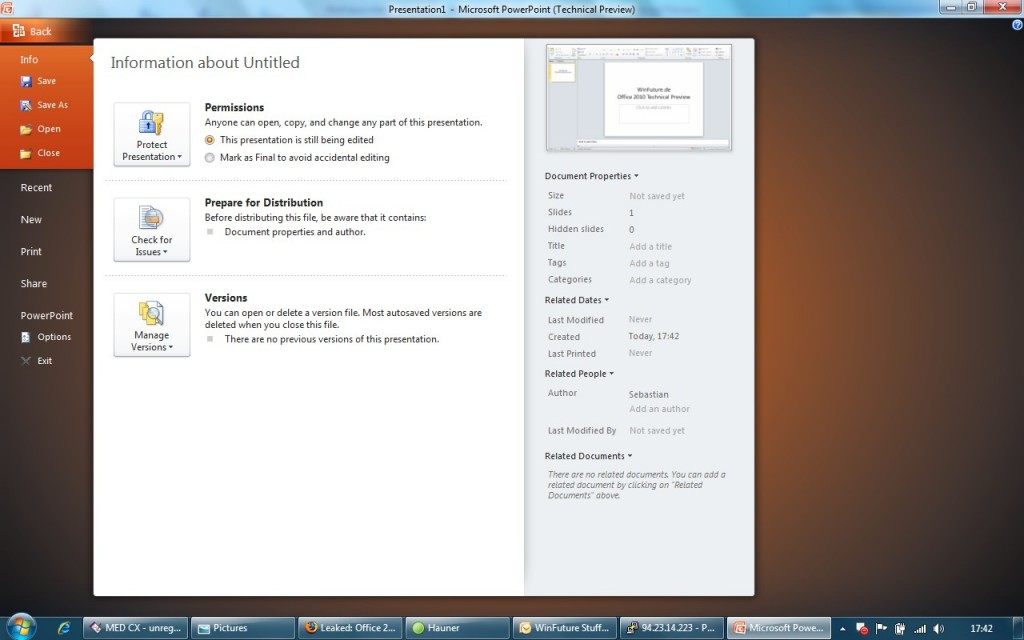 Presentation1 - Microsoft PowerPoint (Technical Preview)
Back
Info
Save
Save As
Open
Close
Recent
New
Print
Share
PowerPoint
Options
Exit
Information about Untitled
Protect
Presentation
Permissions
Anyone can open, copy, and change any part of this presentation.
This presentation is still being edited
Mark as Final to avoid accidental editing
Check for
Issues
Prepare for Distribution
Before distributing this file, be aware that it contains:
Document properties and author.
Manage
Versions
Versions
You can open or delete a version file. Most autosaved versions are
deleted when you close this file.
There are no previous versions of this presentation.
WinFuture.de
Office 2010 Technical Preview
Document Properties
Size Not saved yet
Slides 1
Hidden slides 0
Title Add a title
Tags Add a tag
Categories Add a category
Related Dates
Last Modified Never
Created Today, 17:42
Last Printed Never
Related People
Author Sebastian
Add an author
Last Modified By Not saved yet
Related Documents
There are no related documents. You can add a
related document by clicking on "Related
Documents" above.
MED CX - unreg...
Pictures
Leaked: Office 2...
Hauner
WinFuture Stuff...
94.23.14.223 - P...
Microsoft Powe...
17:42